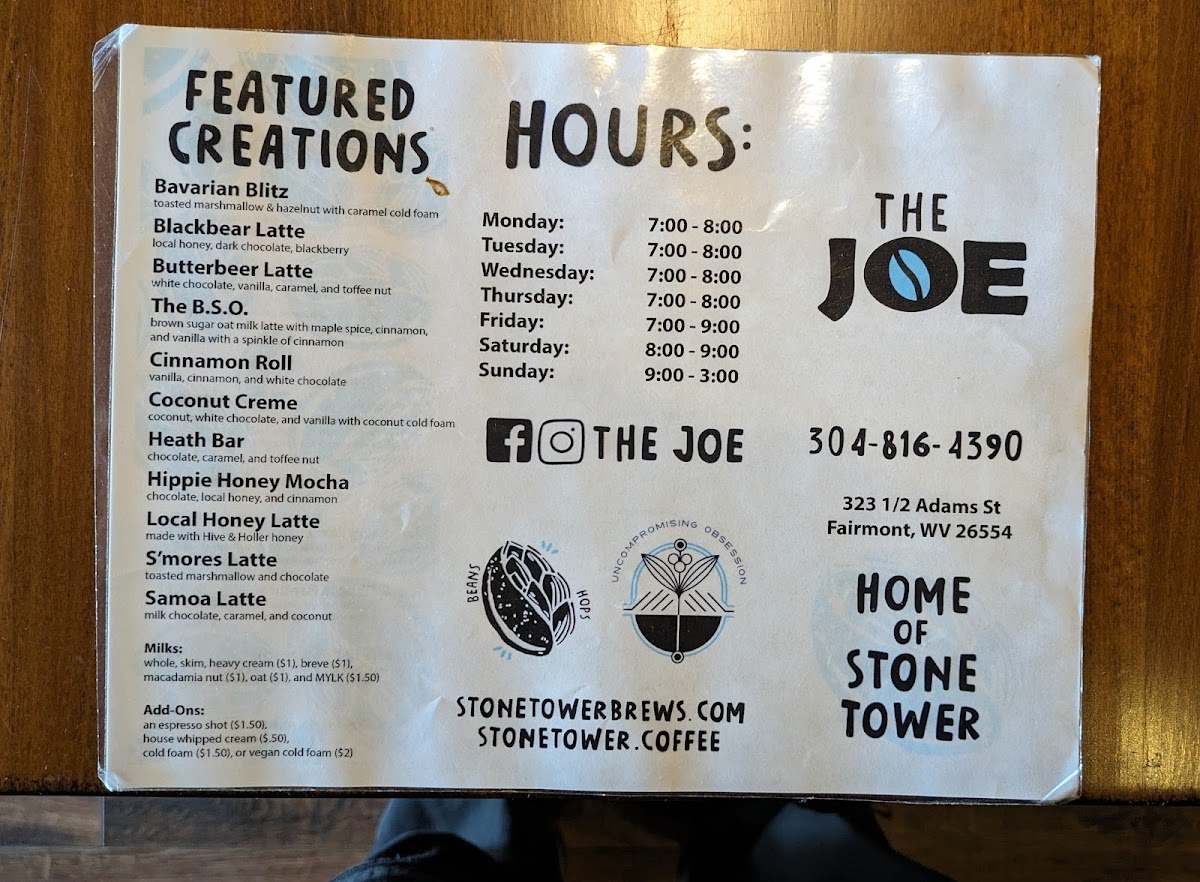 FEATURED
CREATIONS
Bavarian Blitz
toasted marshmallow & hazelnut with caramel cold foam
Blackbear Latte
local honey, dark chocolate, blackberry
Butterbeer Latte
white chocolate, vanilla, caramel, and toffee nut
The B.S.O.
brown sugar oat milk latte with maple spice, cinnamon,
and vanilla with a spinkle of cinnamon
Cinnamon Roll
vanilla, cinnamon, and white chocolate
Coconut Creme
coconut, white chocolate, and vanilla with coconut cold foam
Heath Bar
chocolate, caramel, and toffee nut
Hippie Honey Mocha
chocolate, local honey, and cinnamon
Local Honey Latte
made with Hive & Holler honey
S'mores Latte
toasted marshmallow and chocolate
Samoa Latte
milk chocolate, caramel, and coconut
Milks:
whole, skim, heavy cream ($1), breve ($1),
macadamia nut ($1), oat ($1), and MYLK ($1.50)
Add-Ons:
an espresso shot ($1.50),
house whipped cream ($.50),
cold foam ($1.50), or vegan cold foam ($2)
HOURS:
Monday: 7:00 - 8:00
Tuesday: 7:00 - 8:00
Wednesday: 7:00 - 8:00
Thursday: 7:00 - 8:00
Friday: 7:00 - 9:00
Saturday: 8:00 - 9:00
Sunday: 9:00 - 3:00
THE JOE
BEANS
HOPS
UNCOMPROMISING OBSESSION
STONETOWERBREWS.COM
STONETOWER.COFFEE
THE
JOE
304-816-4390
323 1/2 Adams St
Fairmont, WV 26554
HOME
OF
STONE
TOWER